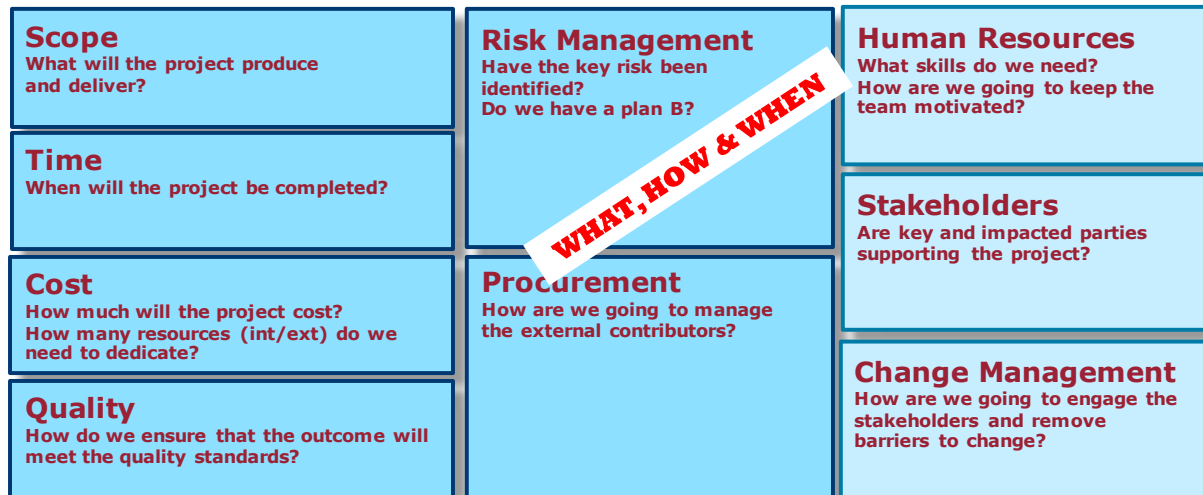 Scope
What will the project produce
and deliver?
Time
When will the project be completed?
Cost
How much will the project cost?
How many resources (int/ext) do we
need to dedicate?
Quality
How do we ensure that the outcome will
meet the quality standards?
Risk Management
Have the key risk been
identified?
Do we have a plan B?
WHAT, HOW & WHEN
Procurement
How are we going to manage
the external contributors?
Human Resources
What skills do we need?
How are we going to keep the
team motivated?
Stakeholders
Are key and impacted parties
supporting the project?
Change Management
How are we going to engage the
stakeholders and remove
barriers to change?